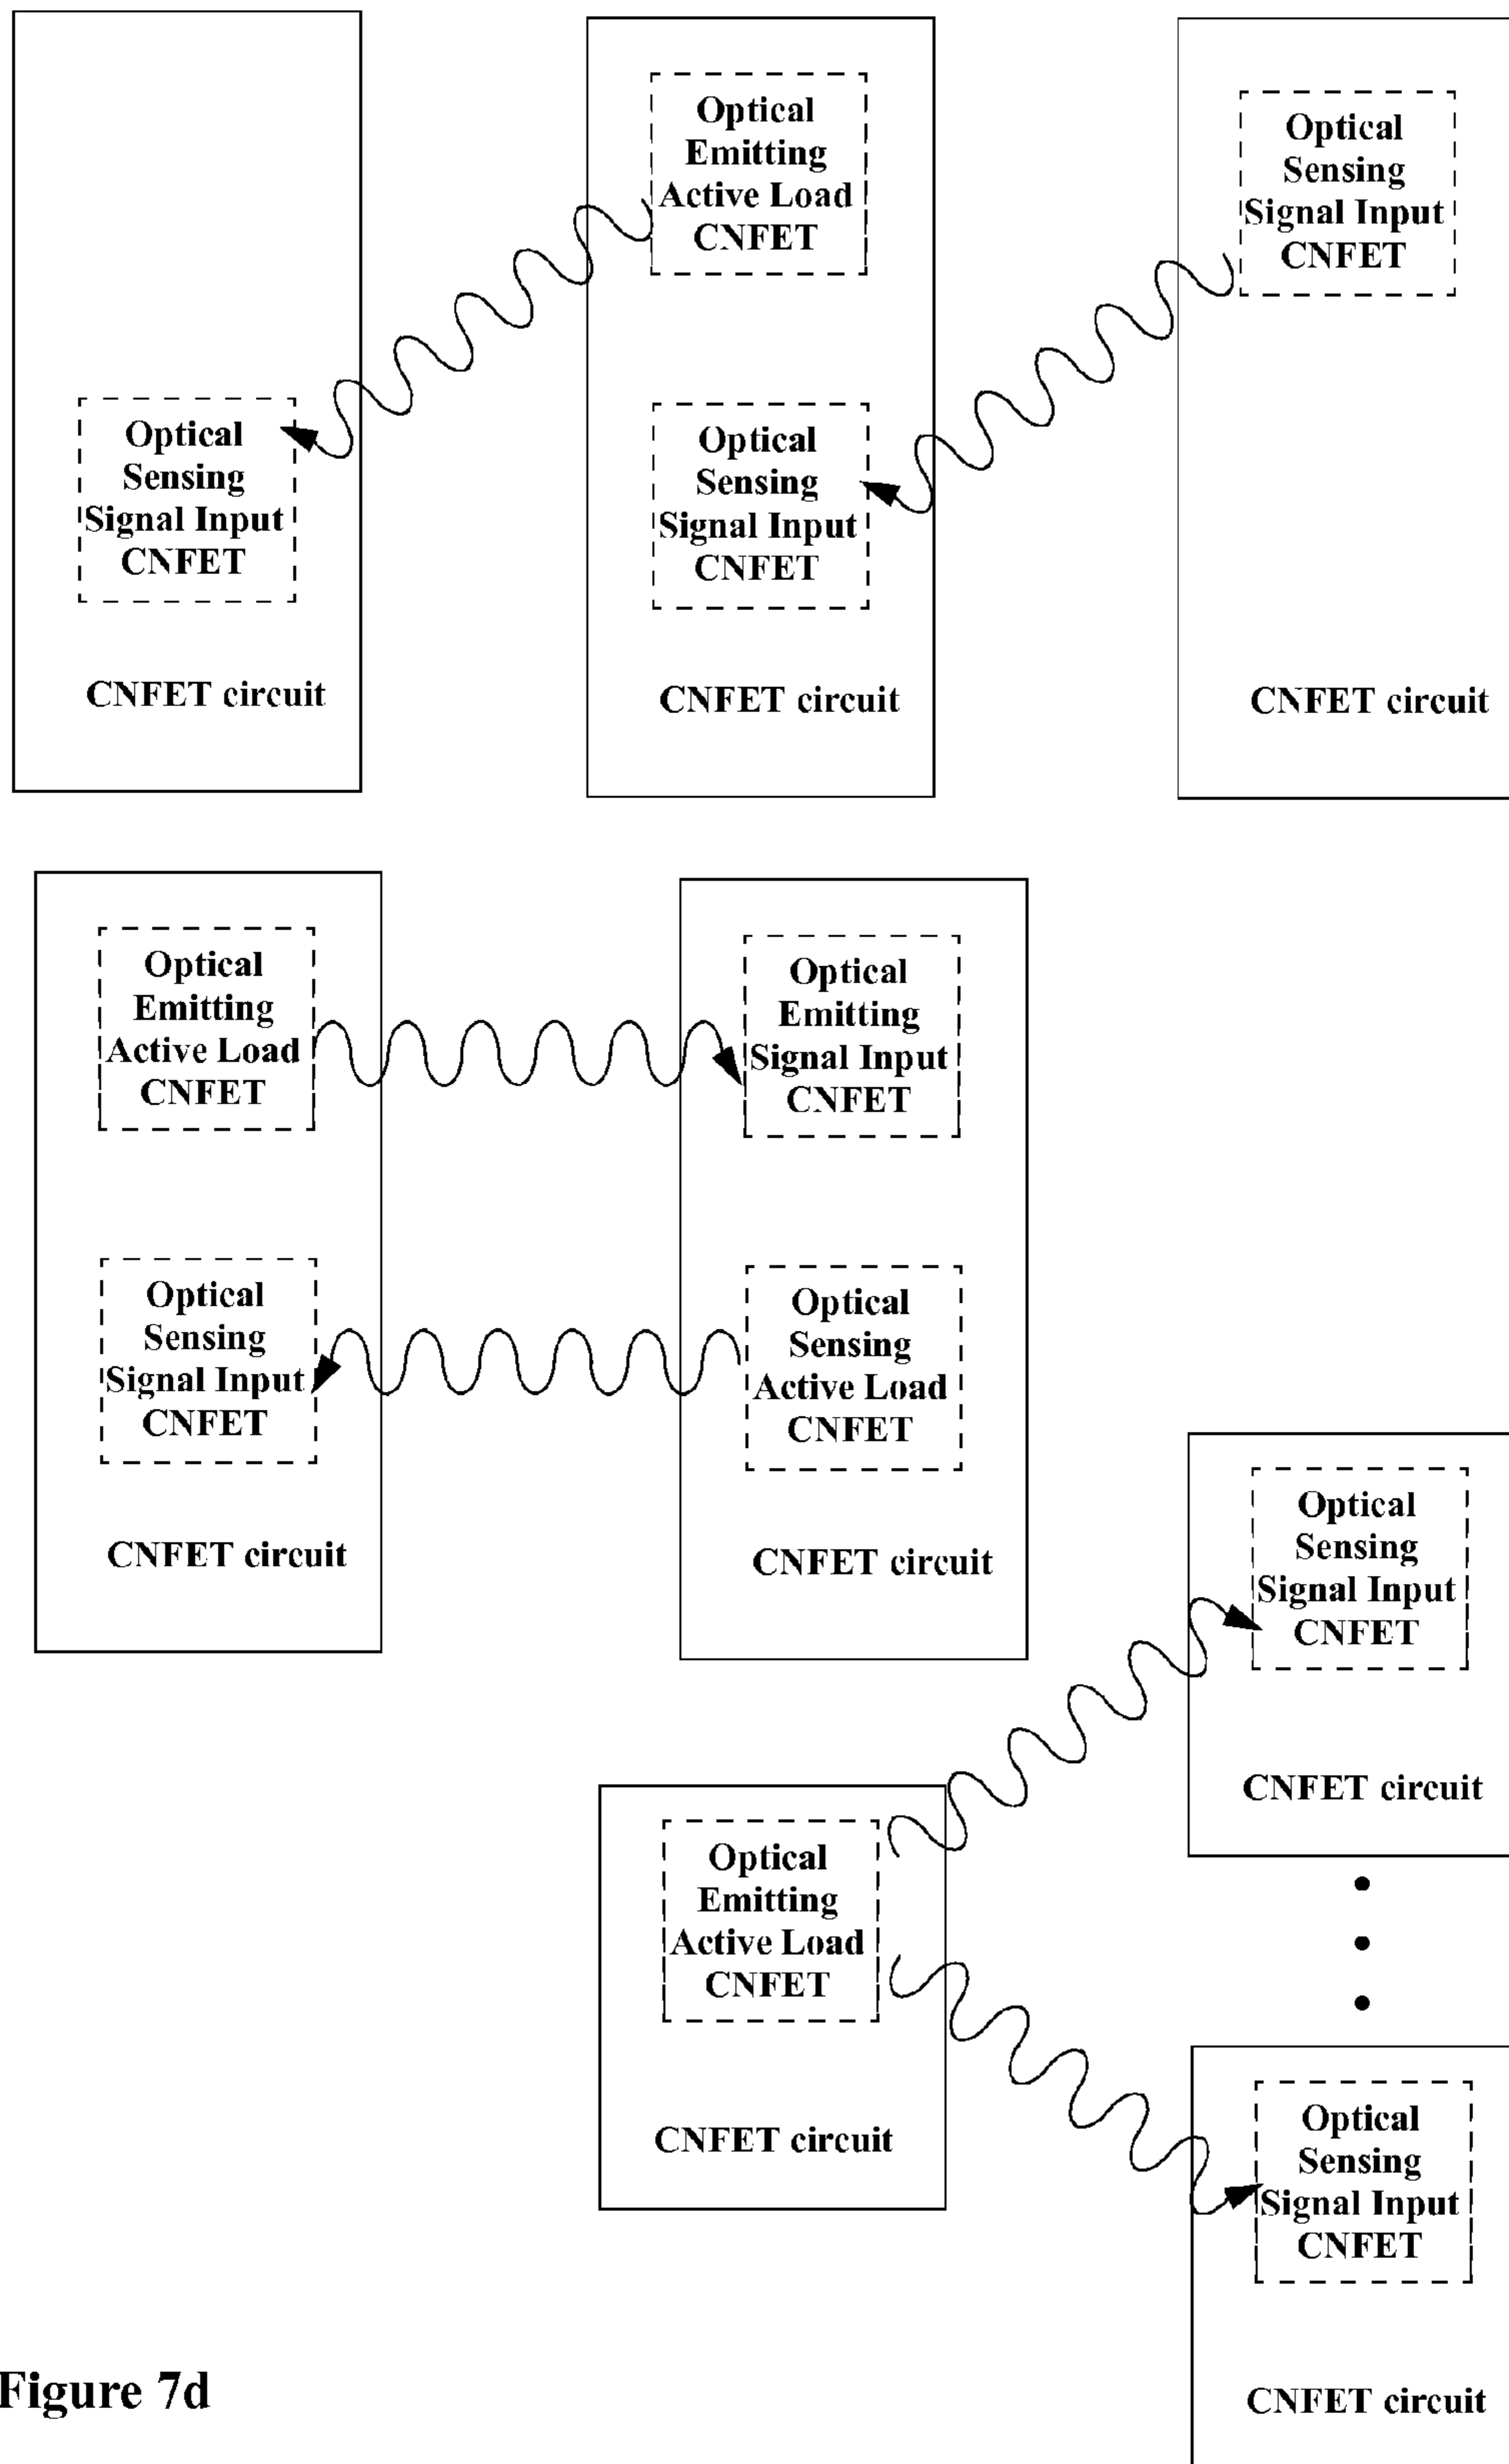 Optical
Emitting
Active Load
CNFET
Optical
Sensing
Signal Input
CNFET
Optical
Sensing
Signal Input
CNFET
Optical
Sensing
Signal Input
CNFET
CNFET circuit
CNFET circuit
CNFET circuit
Optical
Emitting
Active Load
CNFET
Optical
Emitting
Signal Input
CNFET
Optical
Sensing
Signal Input
CNFET
Optical
Sensing
Active Load
CNFET
CNFET circuit
CNFET circuit
Optical
Sensing
Signal Input
CNFET
CNFET circuit
Optical
Emitting
Active Load
CNFET
CNFET circuit
Optical
Sensing
Signal Input
CNFET
CNFET circuit
Figure 7d